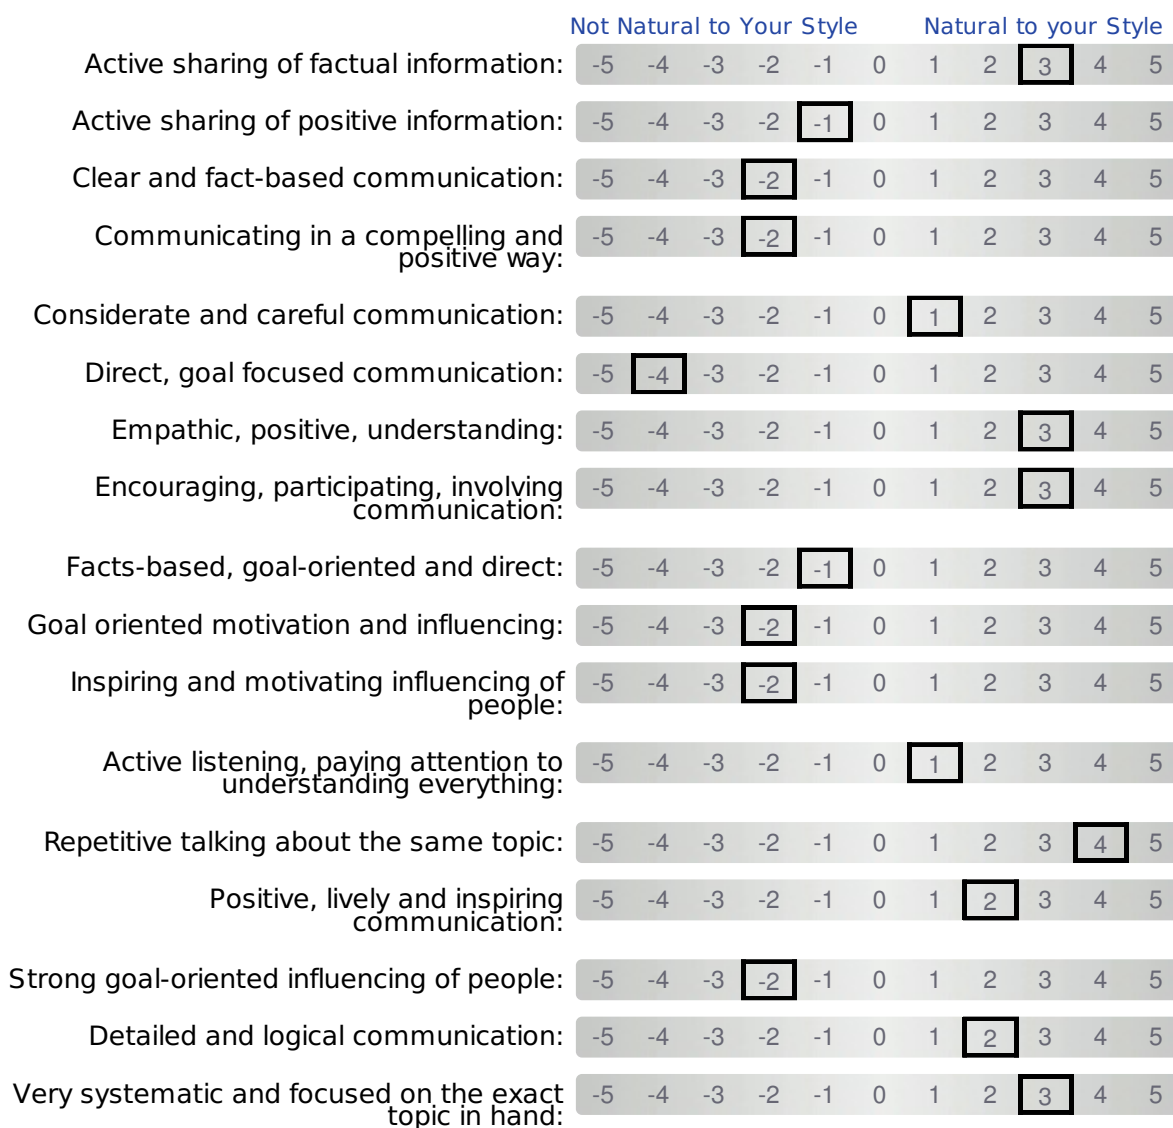 Not Natural to Your Style Natural to your Style
Active sharing of factual information: -5 -4 -3 -2 -1 0 1 2 3 4 5
Active sharing of positive information: -5 -4 -3 -2 -1 0 1 2 3 4 5
Clear and fact-based communication: -5 -4 -3 -2 -1 0 1 2 3 4 5
Communicating in a compelling and -5 -4 -3 -2 -1 0 1 2 3 4 5
positive way:
Considerate and careful communication: -5 -4 -3 -2 -1 0 1 2 3 4 5
Direct, goal focused communication: -5 -4 -3 -2 -1 0 1 2 3 4 5
Empathic, positive, understanding: -5 -4 -3 -2 -1 0 1 2 3 4 5
Encouraging, participating, involving -5 -4 -3 -2 -1 0 1 2 3 4 5
communication:
Facts-based, goal-oriented and direct: -5 -4 -3 -2 -1 0 1 2 3 4 5
Goal oriented motivation and influencing: -5 -4 -3 -2 -1 0 1 2 3 4 5
Inspiring and motivating influencing of -5 -4 -3 -2 -1 0 1 2 3 4 5
people:
Active listening, paying attention to -5 -4 -3 -2 -1 0 1 2 3 4 5
understanding everything:
Repetitive talking about the same topic: -5 -4 -3 -2 -1 0 1 2 3 4 5
Positive, lively and inspiring -5 -4 -3 -2 -1 0 1 2 3 4 5
communication:
Strong goal-oriented influencing of people: -5 -4 -3 -2 -1 0 1 2 3 4 5
Detailed and logical communication: -5 -4 -3 -2 -1 0 1 2 3 4 5
Very systematic and focused on the exact -5 -4 -3 -2 -1 0 1 2 3 4 5
topic in hand: